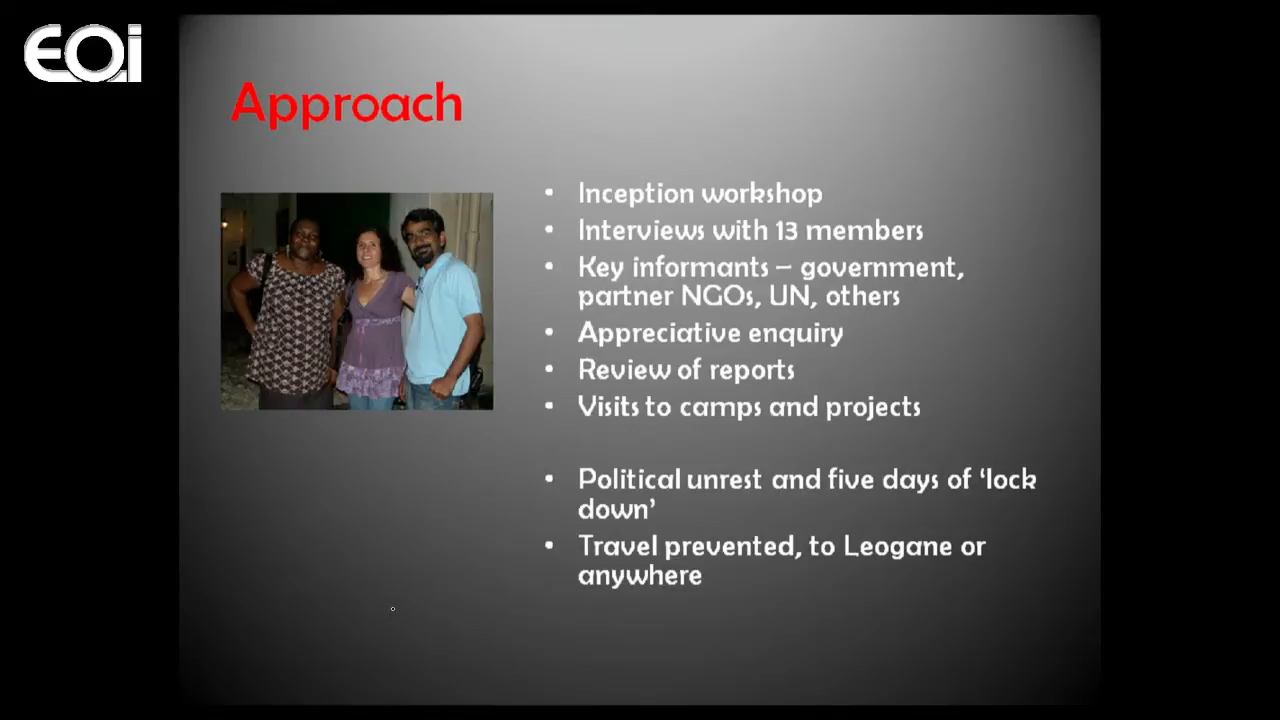 EQi
Approach
• Inception workshop
• Interviews with 13 members
• Key informants – government,
partner NGOs, UN, others
• Appreciative enquiry
• Review of reports
• Visits to camps and projects
• Political unrest and five days of ‘lock
down’
• Travel prevented, to Leogane or
anywhere